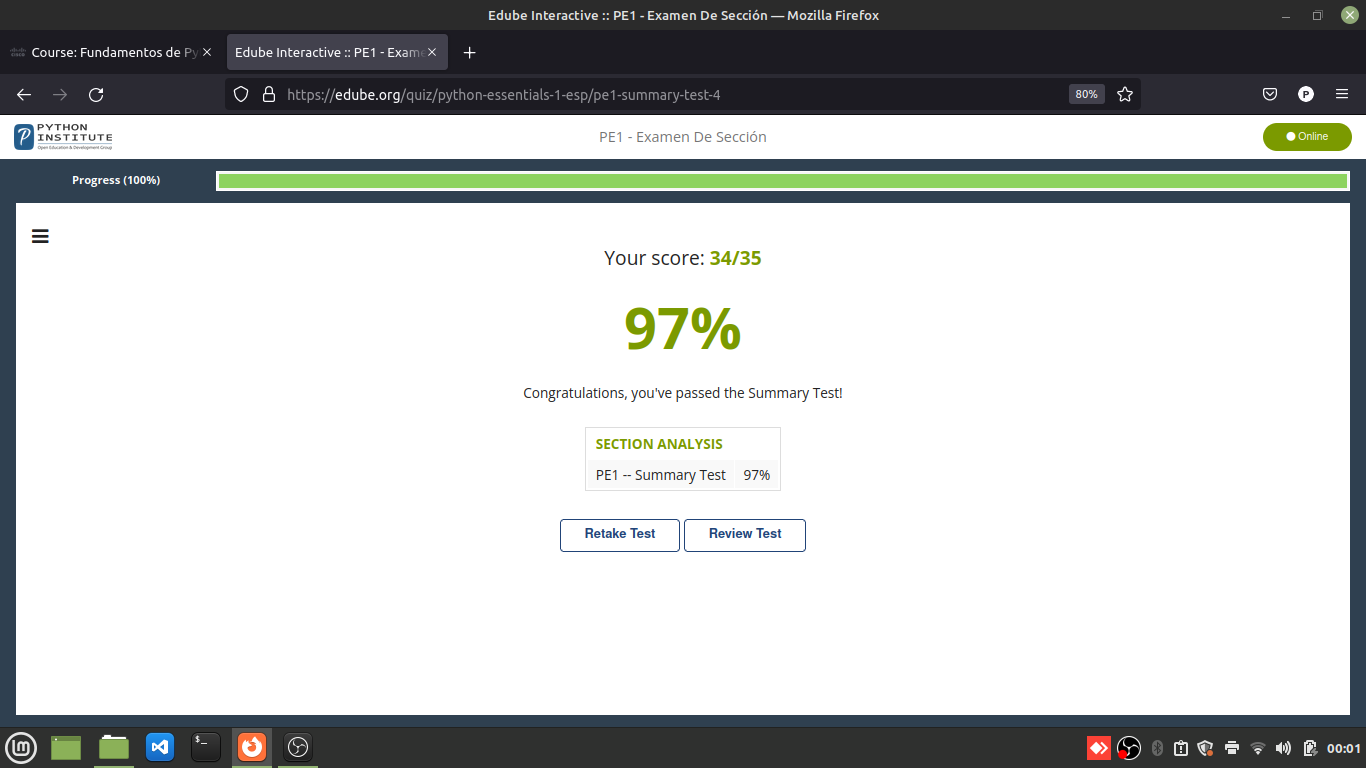 Edube Interactive :: PE1 - Examen De Sección — Mozilla Firefox
Course: Fundamentos de Py
Edube Interactive :: PE1 - Exame
https://edube.org/quiz/python-essentials-1-esp/pe1-summary-test-4
80%
P
PYTHON
INSTITUTE
Open Education & Development Group
PE1 - Examen De Sección
Online
Progress (100%)
Your score: 34/35
97%
Congratulations, you've passed the Summary Test!
SECTION ANALYSIS
PE1 -- Summary Test 97%
Retake Test
Review Test
00:01